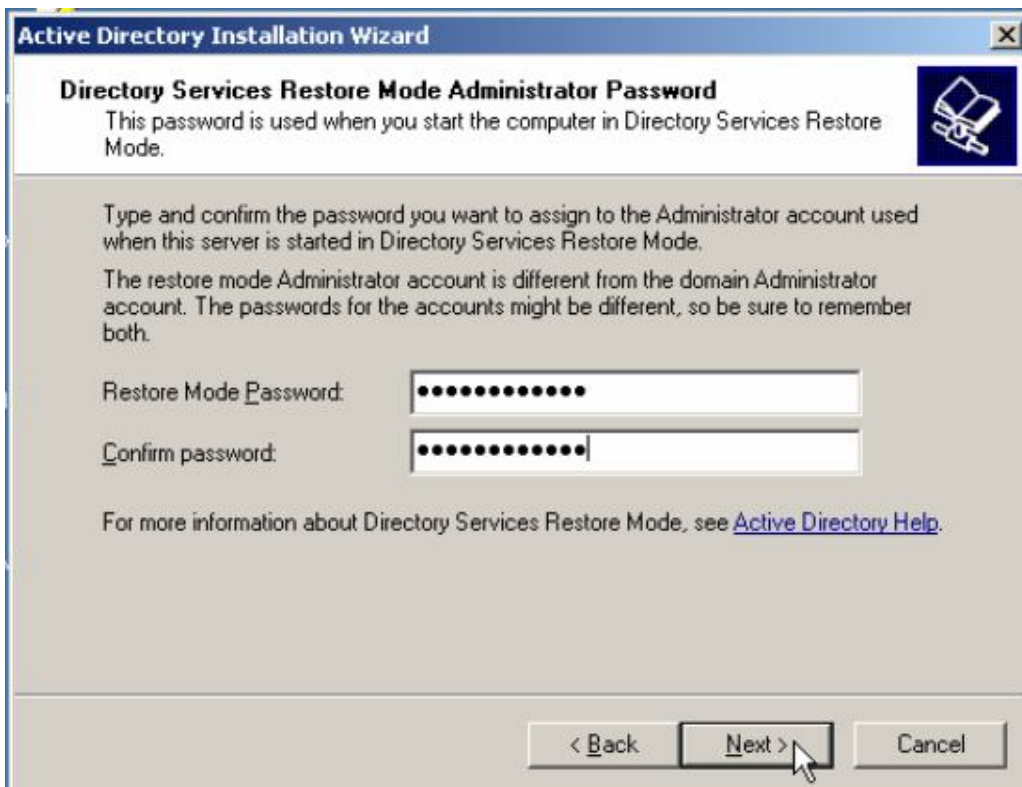 Active Directory Installation Wizard
Directory Services Restore Mode Administrator Password
This password is used when you start the computer in Directory Services Restore
Mode.
Type and confirm the password you want to assign to the Administrator account used
when this server is started in Directory Services Restore Mode.
The restore mode Administrator account is different from the domain Administrator
account. The passwords for the accounts might be different, so be sure to remember
both.
Restore Mode Password: ••••••••••••
Confirm password: ••••••••••••
For more information about Directory Services Restore Mode, see Active Directory Help.
< Back Next > Cancel